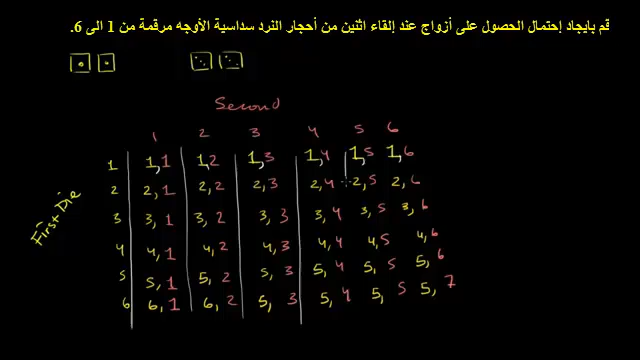 قم بايجاد إحتمال الحصول على أزواج عند إلقاء اثنين من أحجار النرد سداسية الأوجه مرقمة من 1 الى 6.
Second
1 2 3 4 5 6
First Die
1 1,1 1,2 1,3 1,4 1,5 1,6
2 2,1 2,2 2,3 2,4 2,5 2,6
3 3,1 3,2 3,3 3,4 3,5 3,6
4 4,1 4,2 4,3 4,4 4,5 4,6
5 5,1 5,2 5,3 5,4 5,5 5,6
6 6,1 6,2 5,3 5,4 5,5 5,7